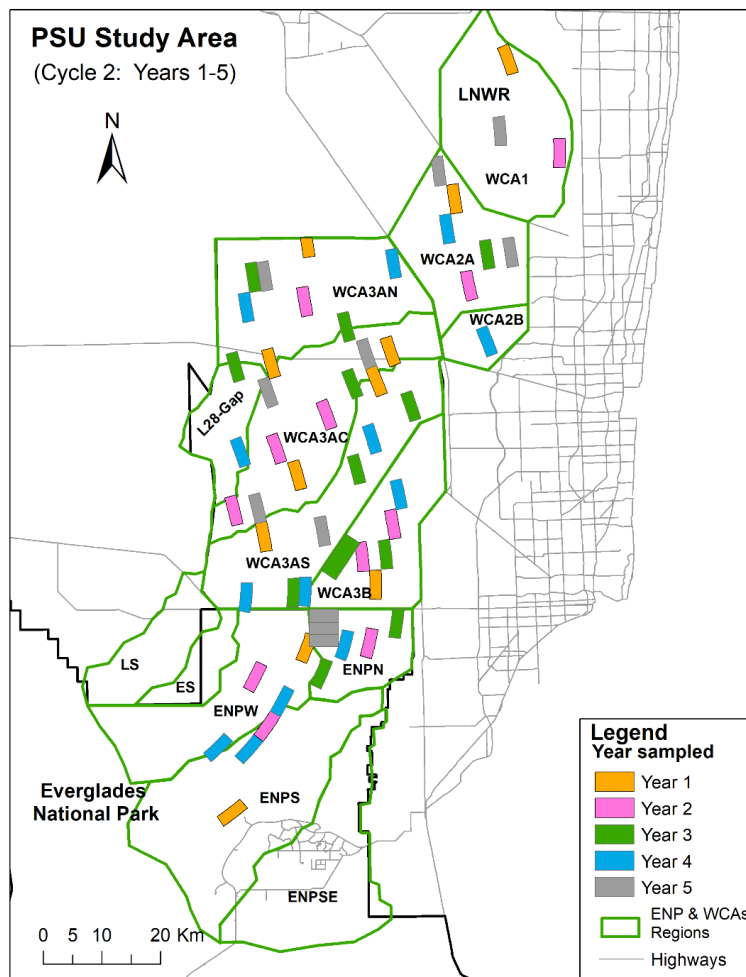 PSU Study Area
(Cycle 2: Years 1-5)
N
LNWR
WCA1
WCA2A
WCA3AN
WCA2B
L28-Gap
WCA3AC
WCA3AS
WCA3B
LS
ES
ENPN
ENPW
Everglades
National Park
ENPS
ENPSE
0 5 10 20 Km
Legend
Year sampled
Year 1
Year 2
Year 3
Year 4
Year 5
ENP & WCAs
Regions
Highways